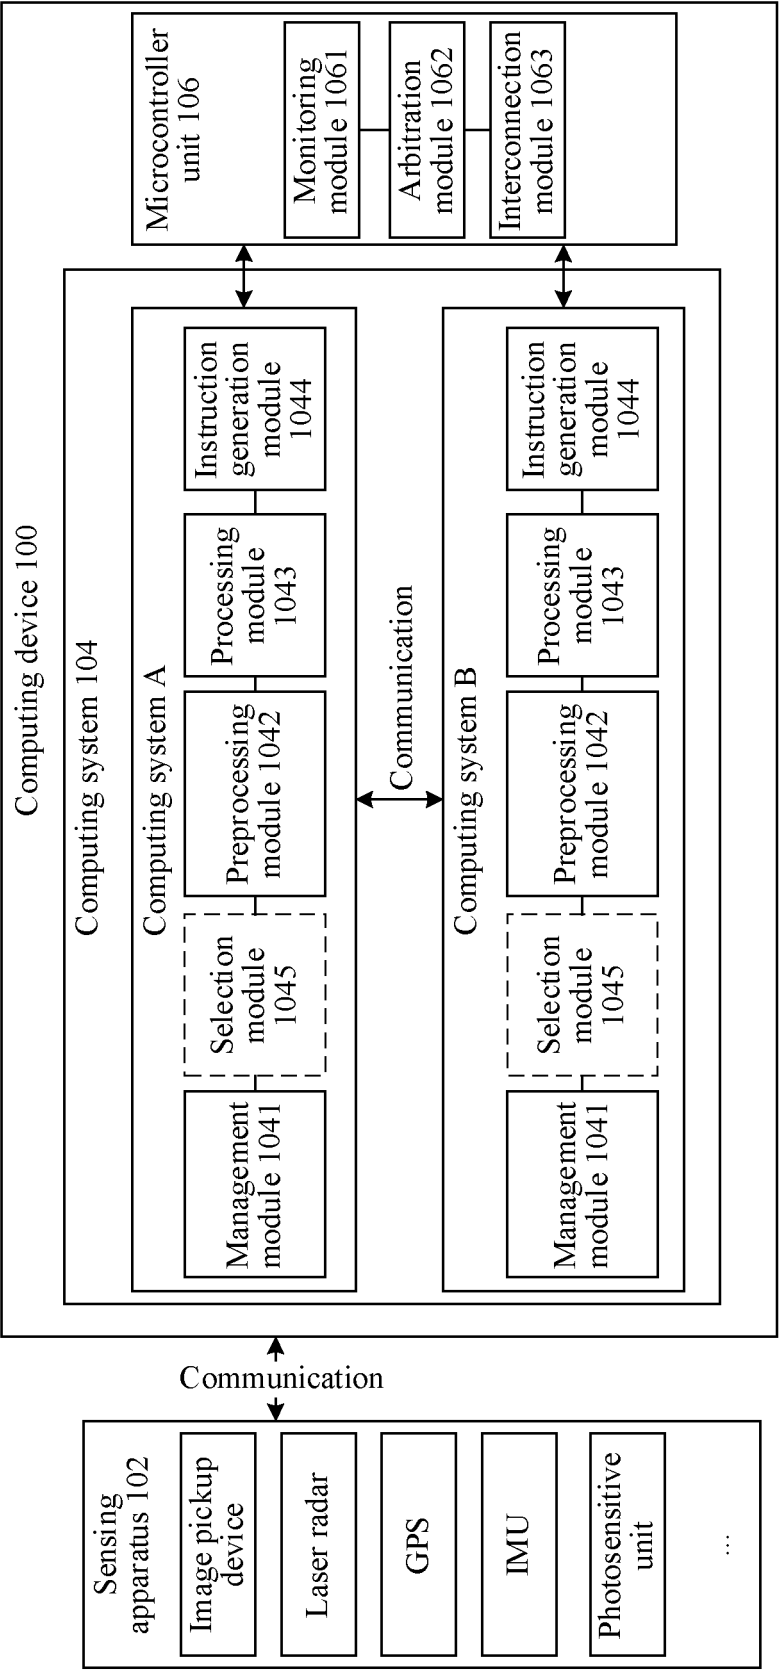 Sensing
apparatus 102
Image pickup
device
Laser radar
GPS
IMU
Photosensitive
unit
...
Communication
Computing device 100
Computing system 104
Computing system A
Management
module 1041
Selection
module
1045
Preprocessing
module 1042
Processing
module
1043
Instruction
generation
module
1044
Communication
Computing system B
Management
module 1041
Selection
module
1045
Preprocessing
module 1042
Processing
module
1043
Instruction
generation
module
1044
Microcontroller
unit 106
Monitoring
module 1061
Arbitration
module 1062
Interconnection
module 1063